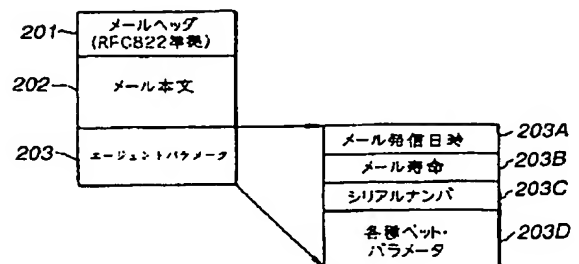 201
メールヘッダ
(RFC822準拠)
202
メール本文
203
エージェントパラメータ
メール発信日時
203A
メール寿命
203B
シリアルナンバ
203C
各種ペット・
パラメータ
203D